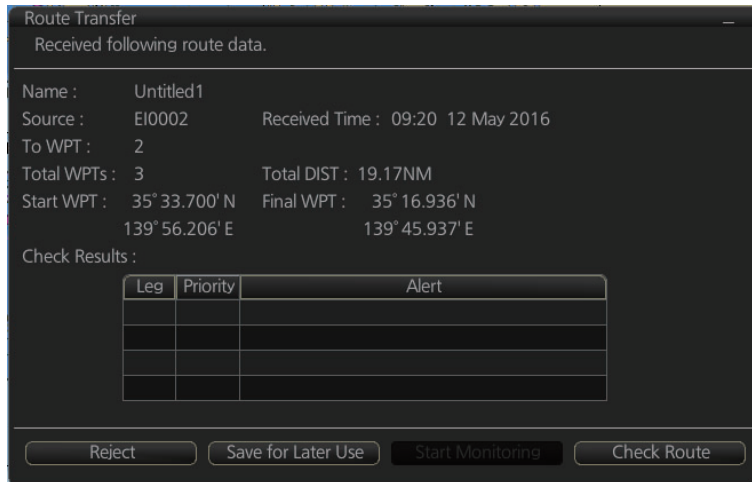 Route Transfer
Received following route data.
Name : Untitled1
Source : EI0002 Received Time : 09:20 12 May 2016
To WPT : 2
Total WPTs : 3 Total DIST : 19.17NM
Start WPT : 35°33.700' N Final WPT : 35°16.936' N
139°56.206' E 139°45.937' E
Check Results :
Leg Priority Alert
Reject Save for Later Use Start Monitoring Check Route